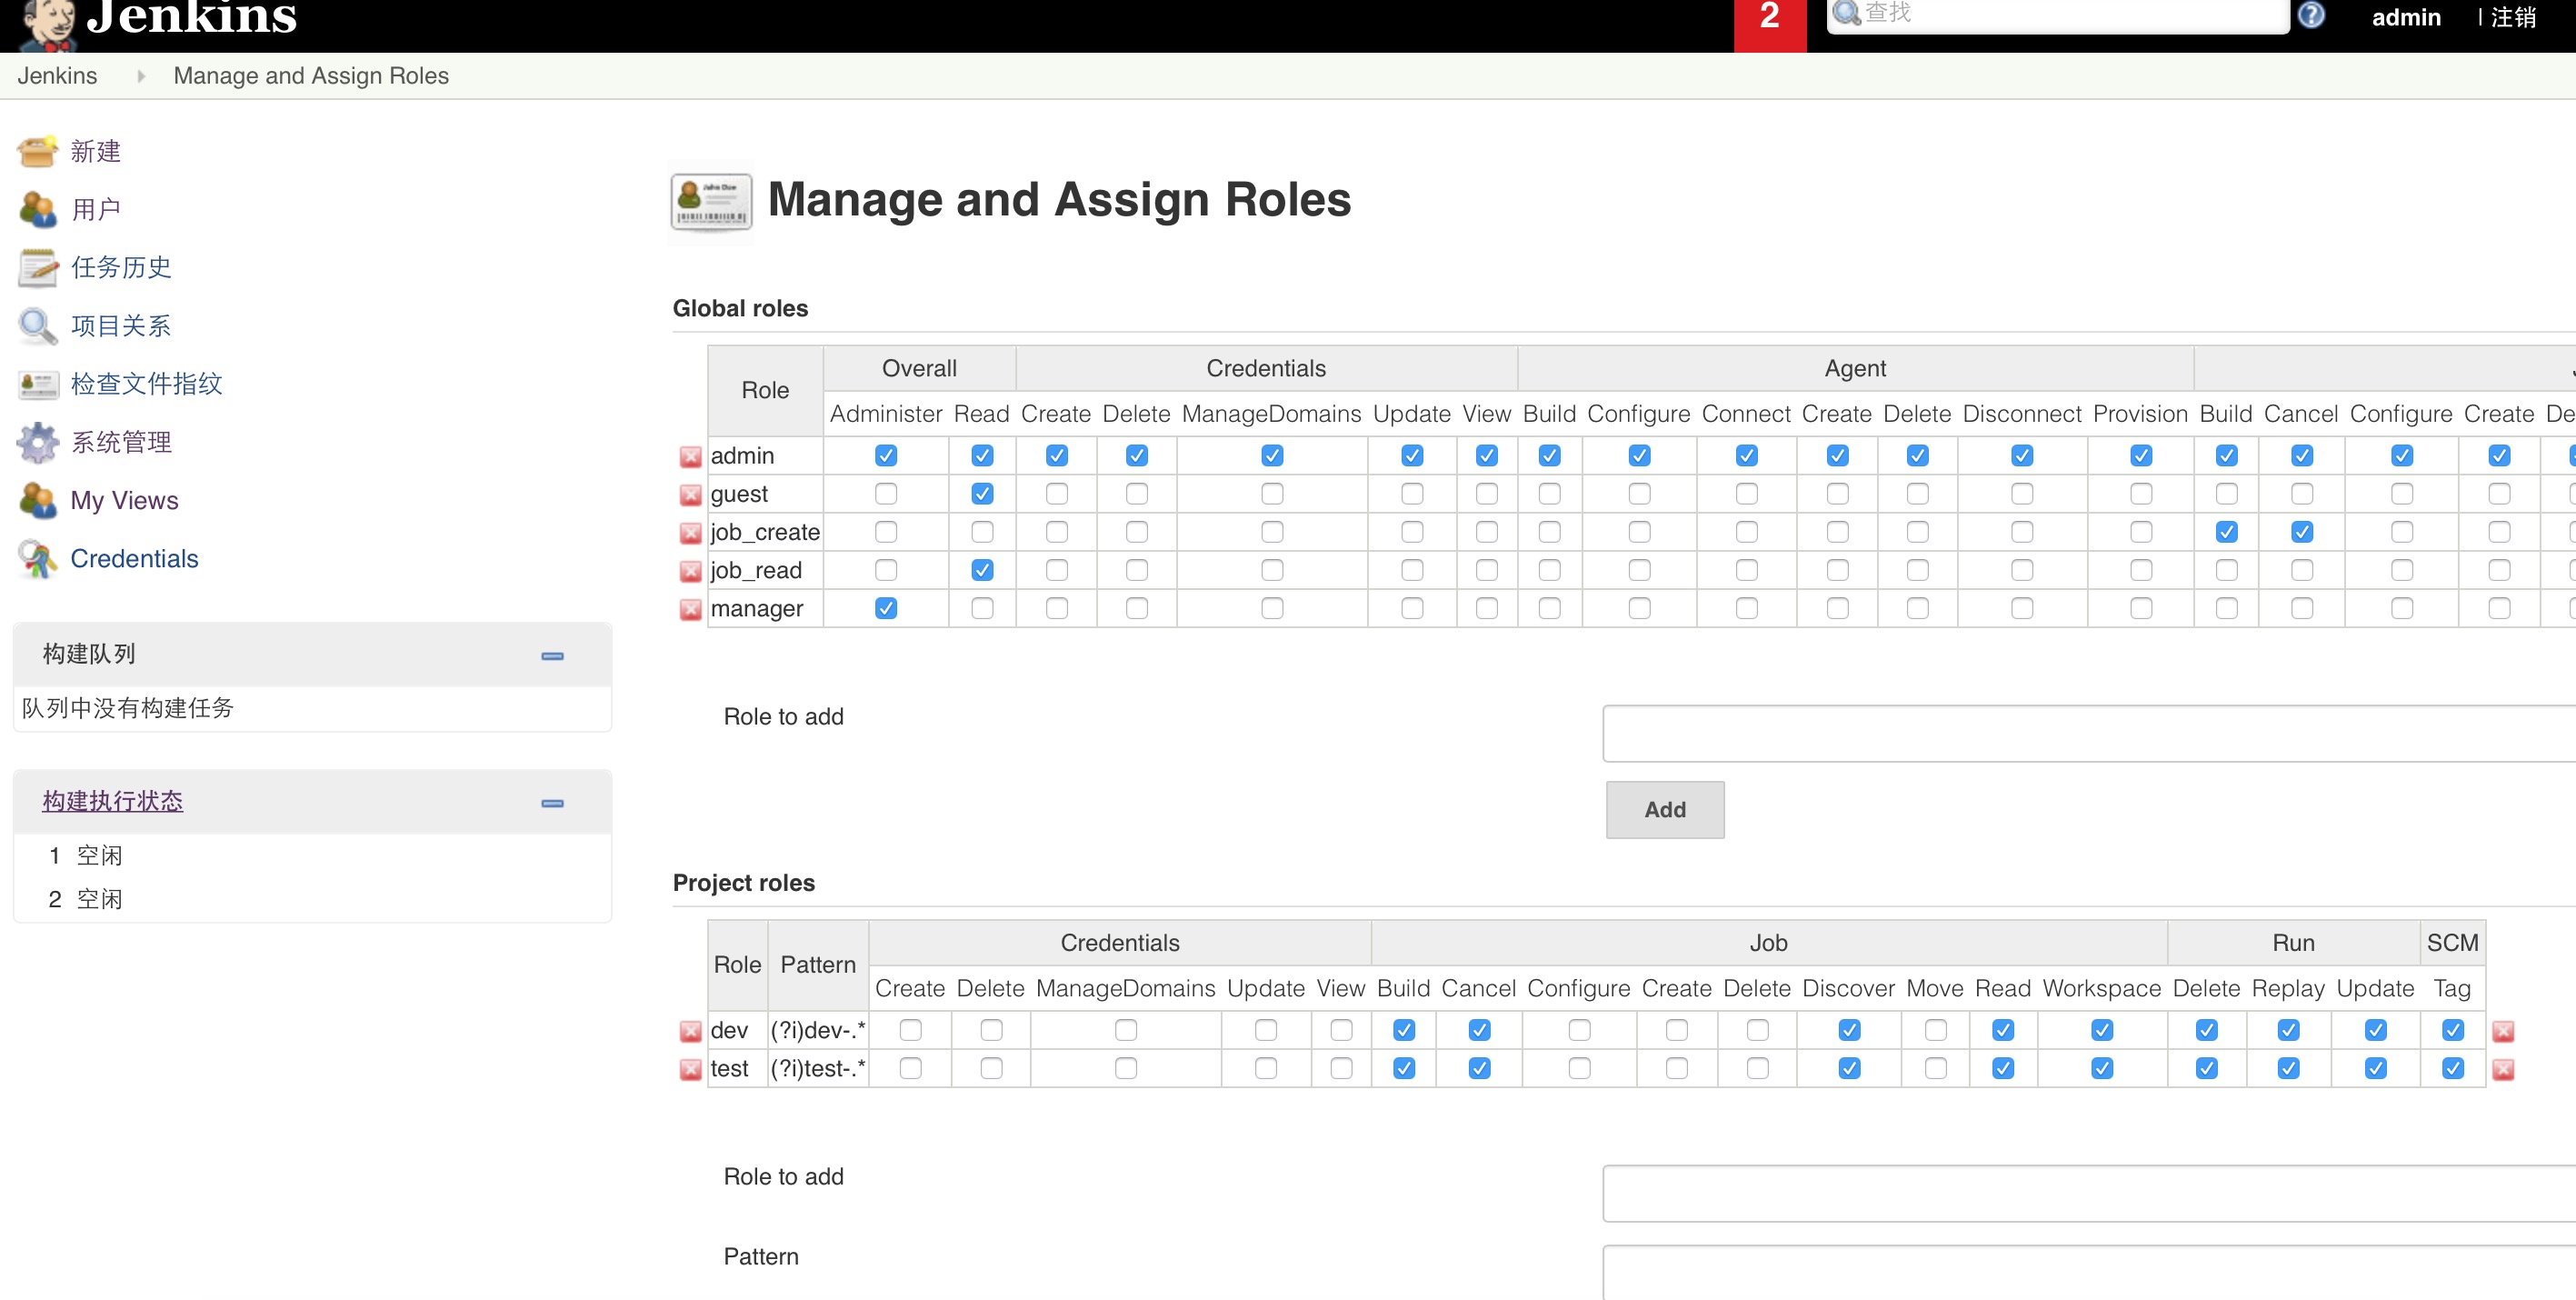 Jenkins
2
查找
admin
| 注销
Jenkins
Manage and Assign Roles
新建
用户
任务历史
项目关系
检查文件指纹
系统管理
My Views
Credentials
构建队列
队列中没有构建任务
构建执行状态
1 空闲
2 空闲
Manage and Assign Roles
Global roles
Role Overall Credentials Agent
Administer Read Create Delete ManageDomains Update View Build Configure Connect Create Delete Disconnect Provision Build Cancel Configure Create De
admin
guest
job_create
job_read
manager
Role to add
Add
Project roles
Role Pattern Credentials Job Run SCM
Create Delete ManageDomains Update View Build Cancel Configure Create Delete Discover Move Read Workspace Delete Replay Update Tag
dev (?i)dev-.*
test (?i)test-.*
Role to add
Pattern